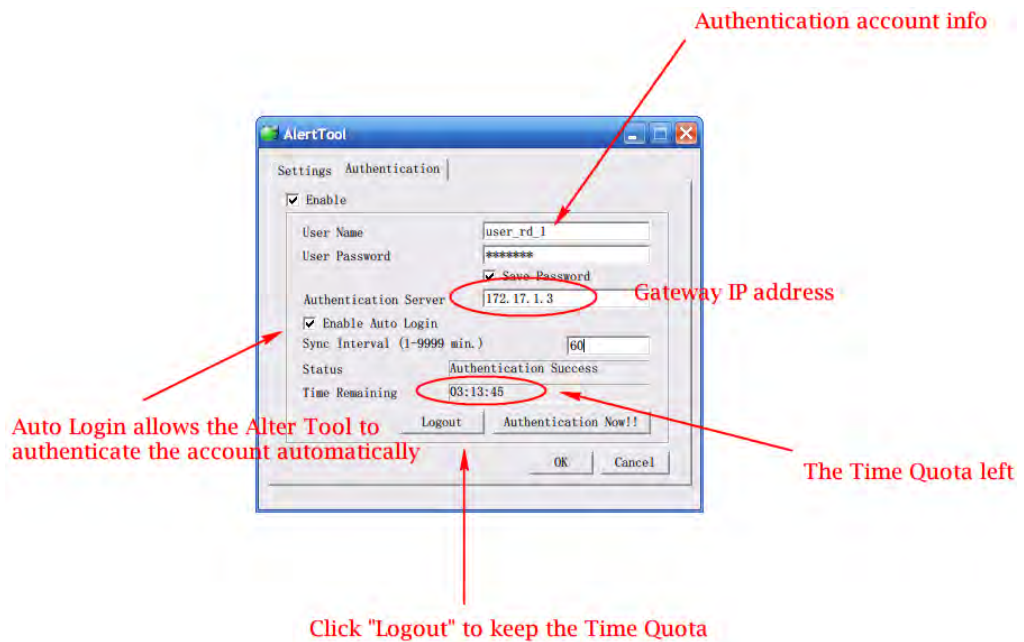 Authentication account info
AlertTool
Settings Authentication
Enable
User Name user_rd_1
User Password *******
Save Password
Authentication Server 172.17.1.3 Gateway IP address
Enable Auto Login
Sync Interval (1-9999 min.) 60
Status Authentication Success
Time Remaining 03:13:45
Logout Authentication Now!!
Auto Login allows the Alter Tool to
authenticate the account automatically
OK Cancel
The Time Quota left
Click "Logout" to keep the Time Quota